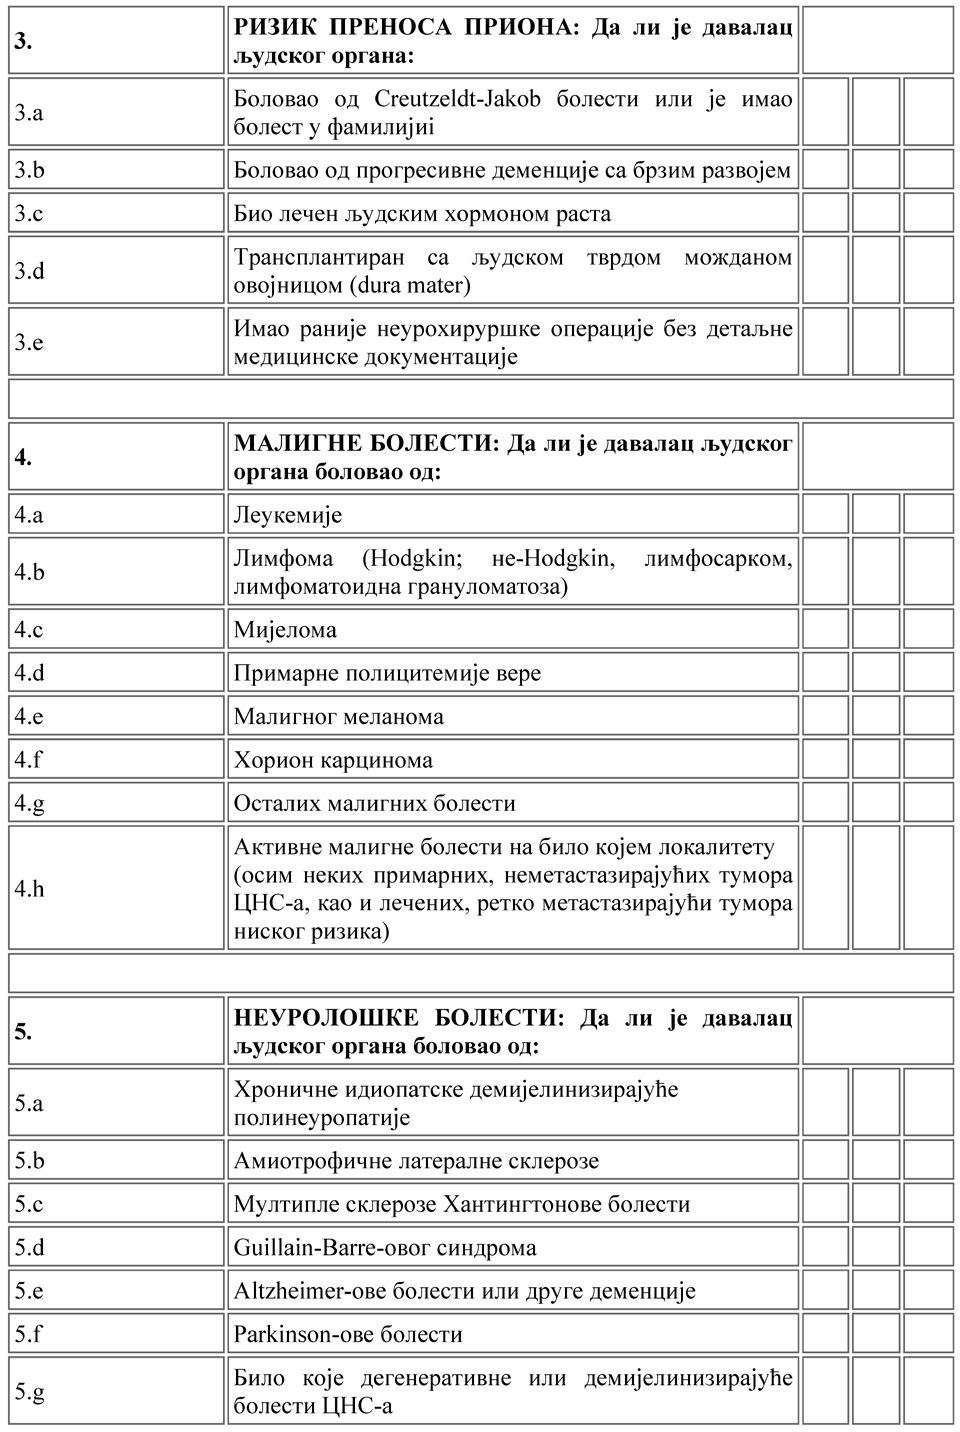 3.
РИЗИК ПРЕНОСА ПРИОНА: Да ли је давалац
људског органа:
3.a
Боловао од Creutzeldt-Jakob болести или је имао
болест у фамилијиi
3.b
Боловао од прогресивне деменције са брзим развојем
3.c
Био лечен људским хормоном раста
3.d
Трансплантиран са људском тврдом можданом
овојницом (dura mater)
3.e
Имао раније неурохируршке операције без детаљне
медицинске документације
4.
МАЛИГНЕ БОЛЕСТИ: Да ли је давалац људског
органа боловао од:
4.a
Леукемије
4.b
Лимфома (Hodgkin; не-Hodgkin, лимфосарком,
лимфоматоидна грануломатоза)
4.c
Мијелома
4.d
Примарне полицитемије вере
4.e
Малигног меланома
4.f
Хорион карцинома
4.g
Осталих малигних болести
4.h
Активне малигне болести на било којем локалитету
(осим неких примарних, неметастазирајућих тумора
ЦНС-а, као и лечених, ретко метастазирајући тумора
ниског ризика)
5.
НЕУРОЛОШКЕ БОЛЕСТИ: Да ли је давалац
људског органа боловао од:
5.a
Хроничне идиопатске демијелинизирајуће
полинеуропатије
5.b
Амиотрофичне латералне склерозе
5.c
Мултипле склерозе Хантингтонове болести
5.d
Guillain-Barre-овог синдрома
5.e
Altzheimer-ове болести или друге деменције
5.f
Parkinson-ове болести
5.g
Било које дегенеративне или демијелинизирајуће
болести ЦНС-а